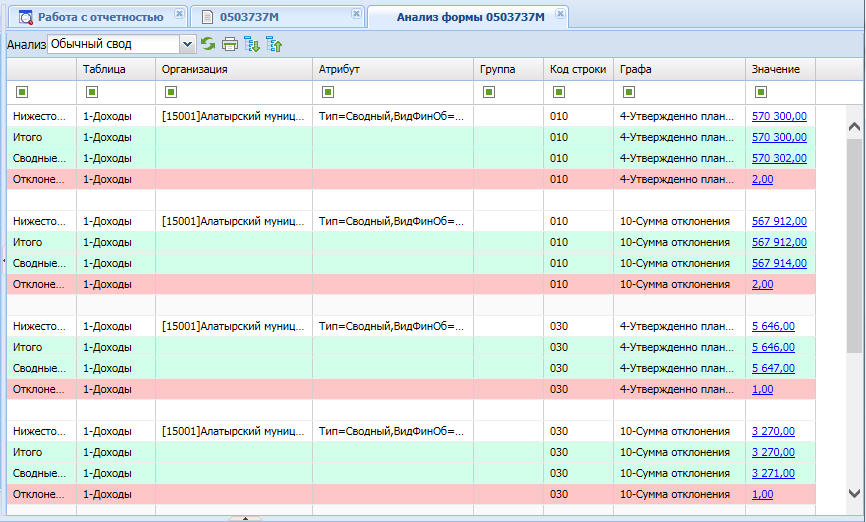 Работа с отчетностью 0503737М Анализ формы 0503737М
Анализ Обычный свод
Таблица Организация Атрибут Группа Код строки Графа Значение
Нижесто... 1-Доходы [15001]Алатырский муниц... Тип=Сводный,ВидФинОб=... 010 4-Утвержденно план... 570 300,00
Итого 1-Доходы 010 4-Утвержденно план... 570 300,00
Сводные... 1-Доходы 010 4-Утвержденно план... 570 302,00
Отклоне... 1-Доходы 010 4-Утвержденно план... 2,00
Нижесто... 1-Доходы [15001]Алатырский муниц... Тип=Сводный,ВидФинОб=... 010 10-Сумма отклонения 567 912,00
Итого 1-Доходы 010 10-Сумма отклонения 567 912,00
Сводные... 1-Доходы 010 10-Сумма отклонения 567 914,00
Отклоне... 1-Доходы 010 10-Сумма отклонения 2,00
Нижесто... 1-Доходы [15001]Алатырский муниц... Тип=Сводный,ВидФинОб=... 030 4-Утвержденно план... 5 646,00
Итого 1-Доходы 030 4-Утвержденно план... 5 646,00
Сводные... 1-Доходы 030 4-Утвержденно план... 5 647,00
Отклоне... 1-Доходы 030 4-Утвержденно план... 1,00
Нижесто... 1-Доходы [15001]Алатырский муниц... Тип=Сводный,ВидФинОб=... 030 10-Сумма отклонения 3 270,00
Итого 1-Доходы 030 10-Сумма отклонения 3 270,00
Сводные... 1-Доходы 030 10-Сумма отклонения 3 271,00
Отклоне... 1-Доходы 030 10-Сумма отклонения 1,00